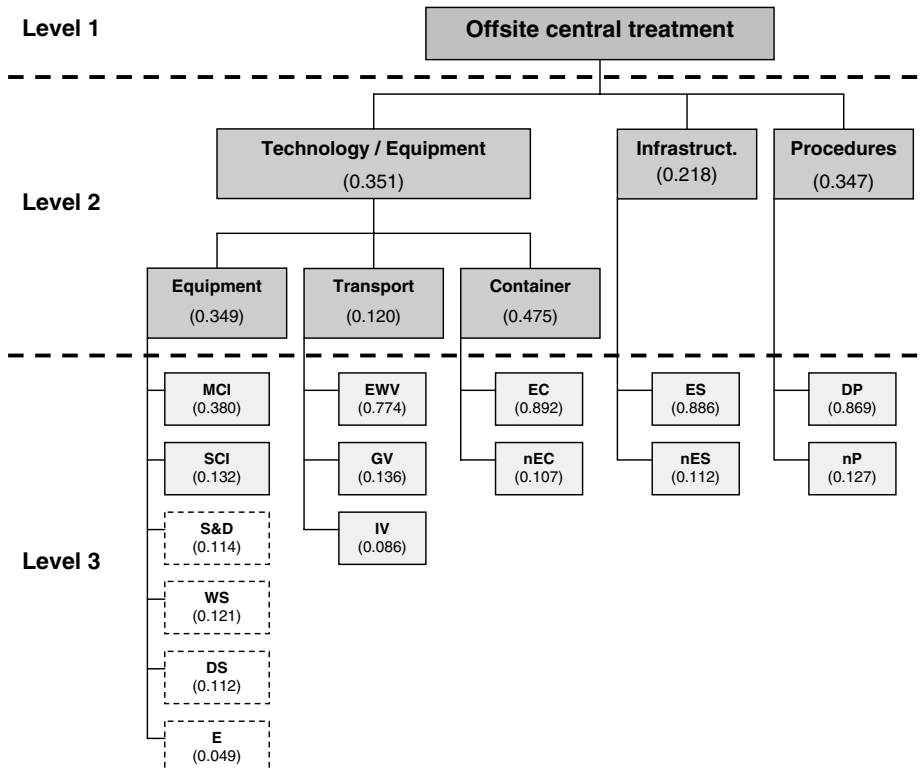 Level 1
Offsite central treatment
Level 2
Technology / Equipment
(0.351)
Infrastruct.
(0.218)
Procedures
(0.347)
Equipment
(0.349)
Transport
(0.120)
Container
(0.475)
Level 3
MCI
(0.380)
SCI
(0.132)
S&D
(0.114)
WS
(0.121)
DS
(0.112)
E
(0.049)
EWV
(0.774)
GV
(0.136)
IV
(0.086)
EC
(0.892)
nEC
(0.107)
ES
(0.886)
nES
(0.112)
DP
(0.869)
nP
(0.127)